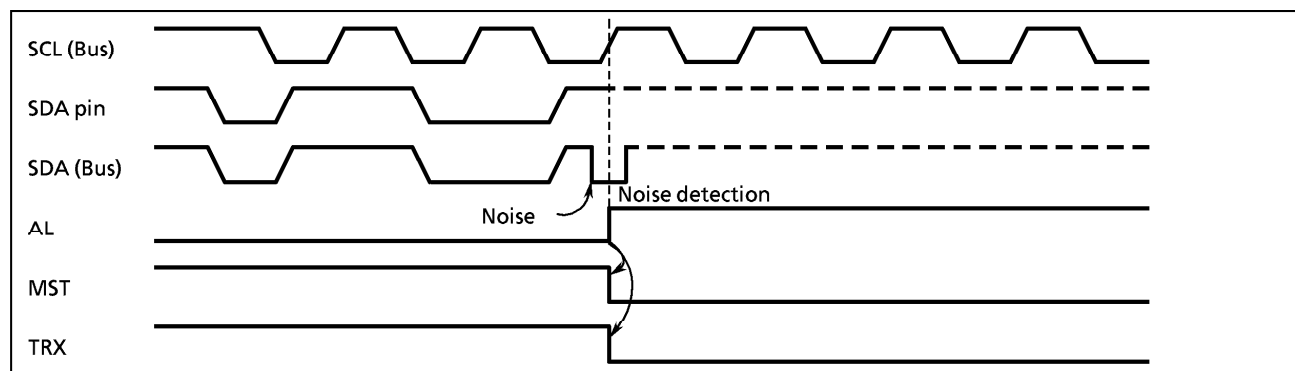 SCL (Bus)
SDA pin
SDA (Bus)
Noise detection
Noise
AL
MST
TRX